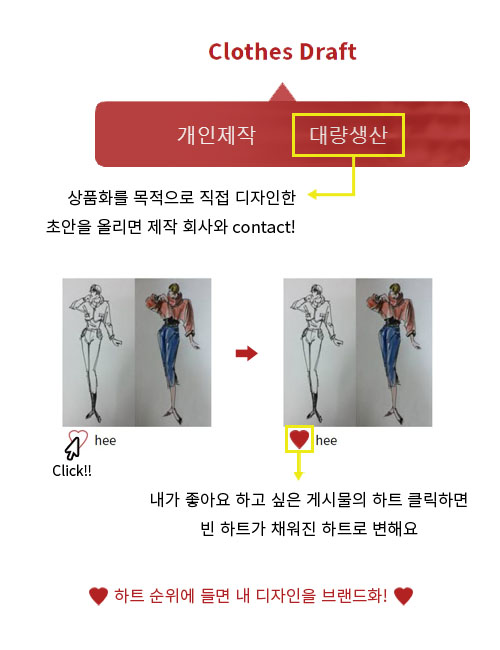 Clothes Draft
개인제작 대량생산
상품화를 목적으로 직접 디자인한
초안을 올리면 제작 회사와 contact!
hee
hee
Click!!
내가 좋아요 하고 싶은 게시물의 하트 클릭하면
빈 하트가 채워진 하트로 변해요
하트 순위에 들면 내 디자인을 브랜드화!